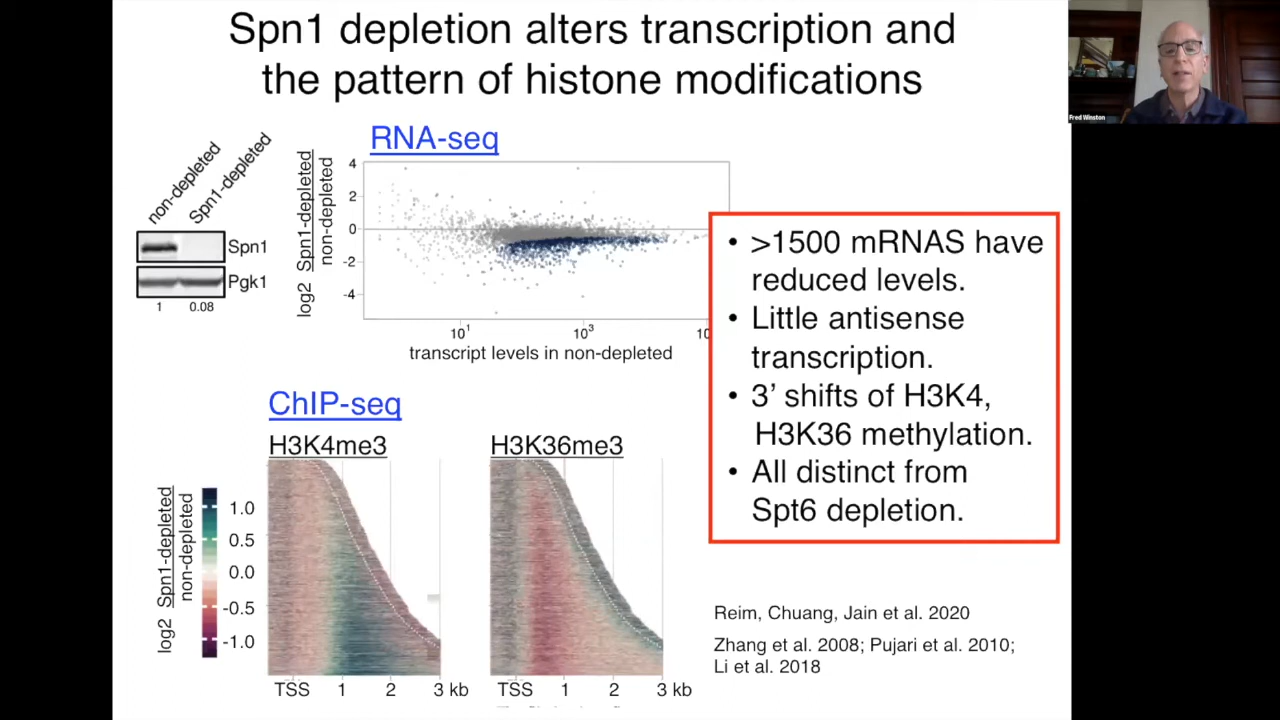 Spn1 depletion alters transcription and
the pattern of histone modifications
Fred Winston
non-depleted
Spn1-depleted
Spn1
Pgk1
1 0.08
RNA-seq
log2 Spn1-depleted
non-depleted
4
2
0
-2
-4
10¹ 10³ 10
transcript levels in non-depleted
• >1500 mRNAS have
reduced levels.
• Little antisense
transcription.
• 3’ shifts of H3K4,
H3K36 methylation.
• All distinct from
Spt6 depletion.
ChIP-seq
H3K4me3 H3K36me3
log2 Spn1-depleted
non-depleted
1.0
0.5
0.0
-0.5
-1.0
TSS 1 2 3 kb
TSS 1 2 3 kb
Reim, Chuang, Jain et al. 2020
Zhang et al. 2008; Pujari et al. 2010;
Li et al. 2018